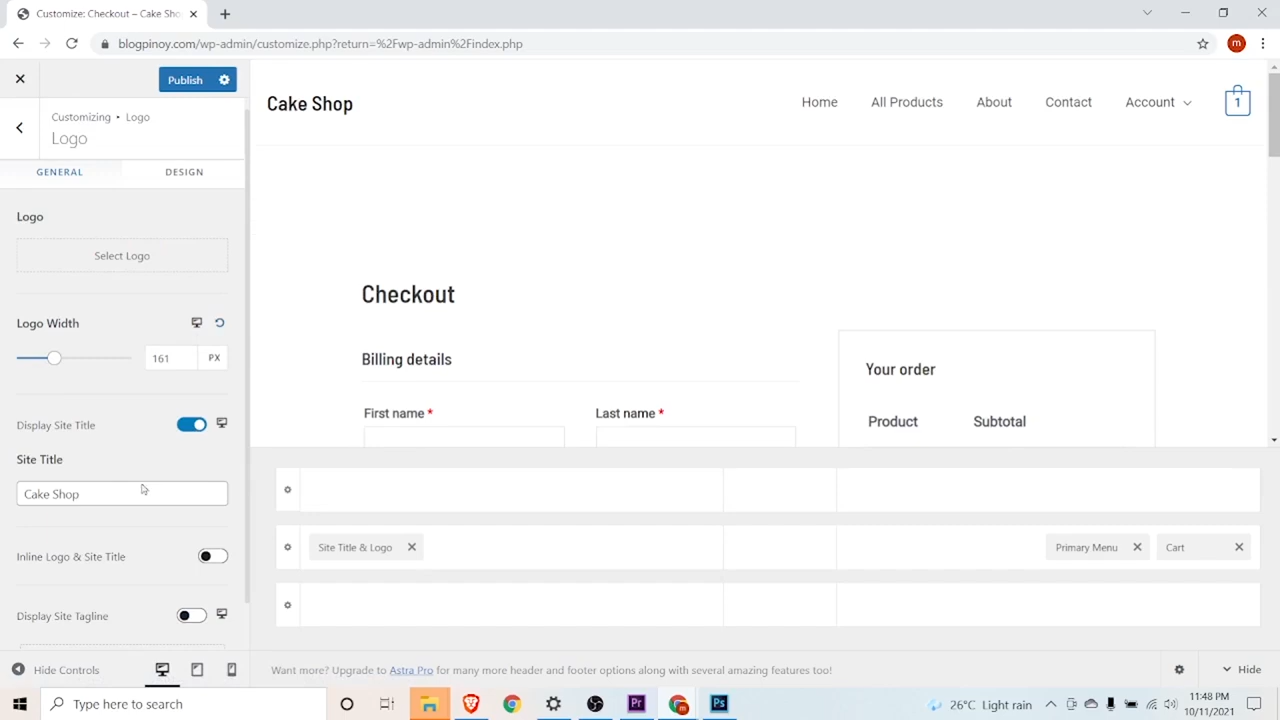 Customize: Checkout – Cake Sho
blogpinoy.com/wp-admin/customize.php?return=%2Fwp-admin%2Findex.php
m
Publish
Customizing • Logo
Logo
GENERAL
DESIGN
Logo
Select Logo
Logo Width
161
PX
Display Site Title
Site Title
Cake Shop
Inline Logo & Site Title
Display Site Tagline
Hide Controls
Cake Shop
Home
All Products
About
Contact
Account
1
Checkout
Billing details
First name *
Last name *
Your order
Product
Subtotal
Site Title & Logo
Primary Menu
Cart
Want more? Upgrade to Astra Pro for many more header and footer options along with several amazing features too!
Hide
Type here to search
Pr
m
Ps
26°C Light rain
11:48 PM
10/11/2021